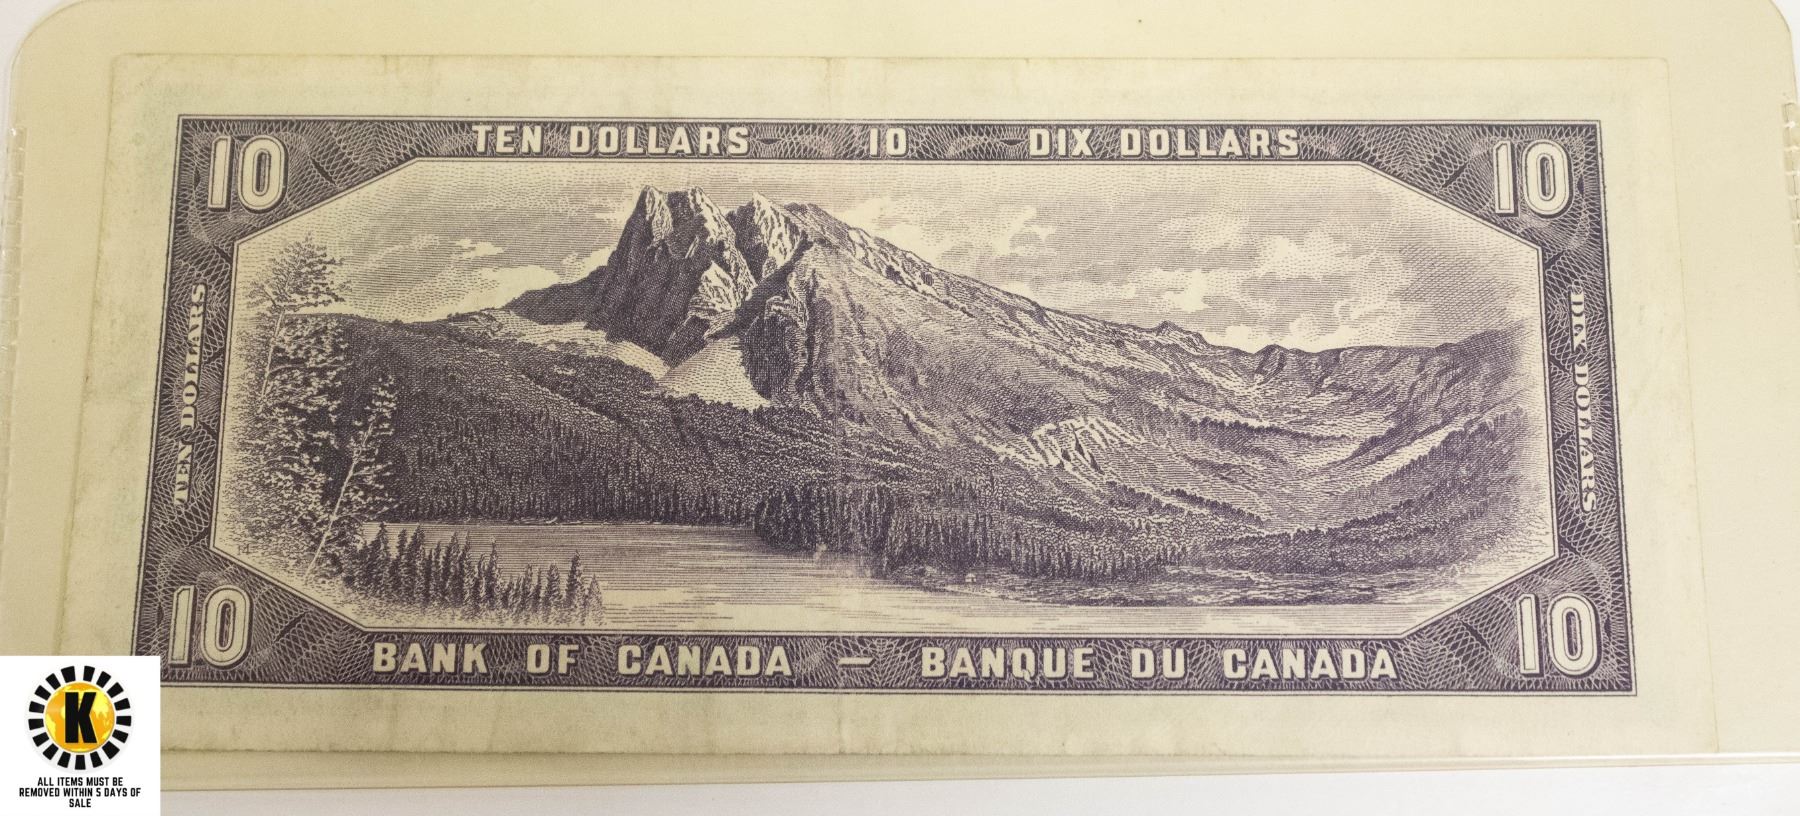 TEN DOLLARS 10 DIX DOLLARS
10 10
TEN DOLLARS
DIX DOLLARS
10 10
BANK OF CANADA — BANQUE DU CANADA
K
ALL ITEMS MUST BE
REMOVED WITHIN 5 DAYS OF
SALE